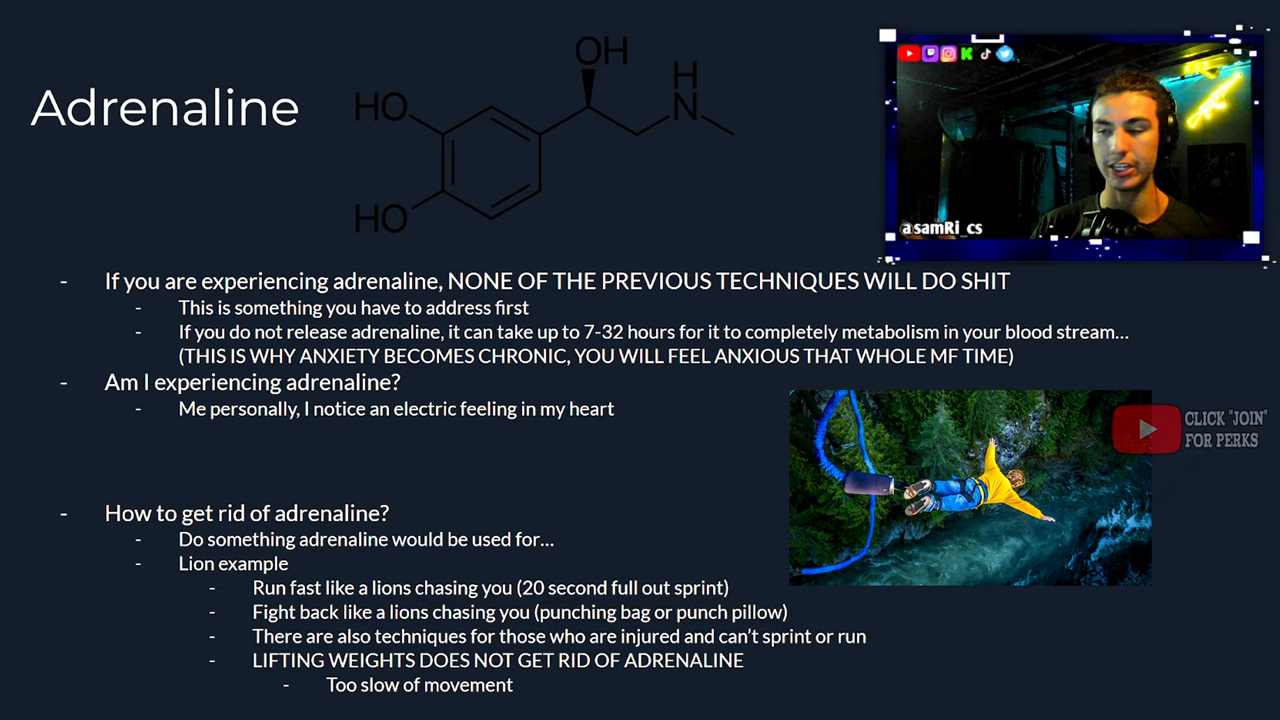 Adrenaline
OH
HO
H
N
HO
@samRi_cs
- If you are experiencing adrenaline, NONE OF THE PREVIOUS TECHNIQUES WILL DO SHIT
- This is something you have to address first
- If you do not release adrenaline, it can take up to 7-32 hours for it to completely metabolism in your blood stream...
(THIS IS WHY ANXIETY BECOMES CHRONIC, YOU WILL FEEL ANXIOUS THAT WHOLE MF TIME)
- Am I experiencing adrenaline?
- Me personally, I notice an electric feeling in my heart
CLICK "JOIN"
FOR PERKS
- How to get rid of adrenaline?
- Do something adrenaline would be used for...
- Lion example
- Run fast like a lions chasing you (20 second full out sprint)
- Fight back like a lions chasing you (punching bag or punch pillow)
- There are also techniques for those who are injured and can't sprint or run
- LIFTING WEIGHTS DOES NOT GET RID OF ADRENALINE
- Too slow of movement